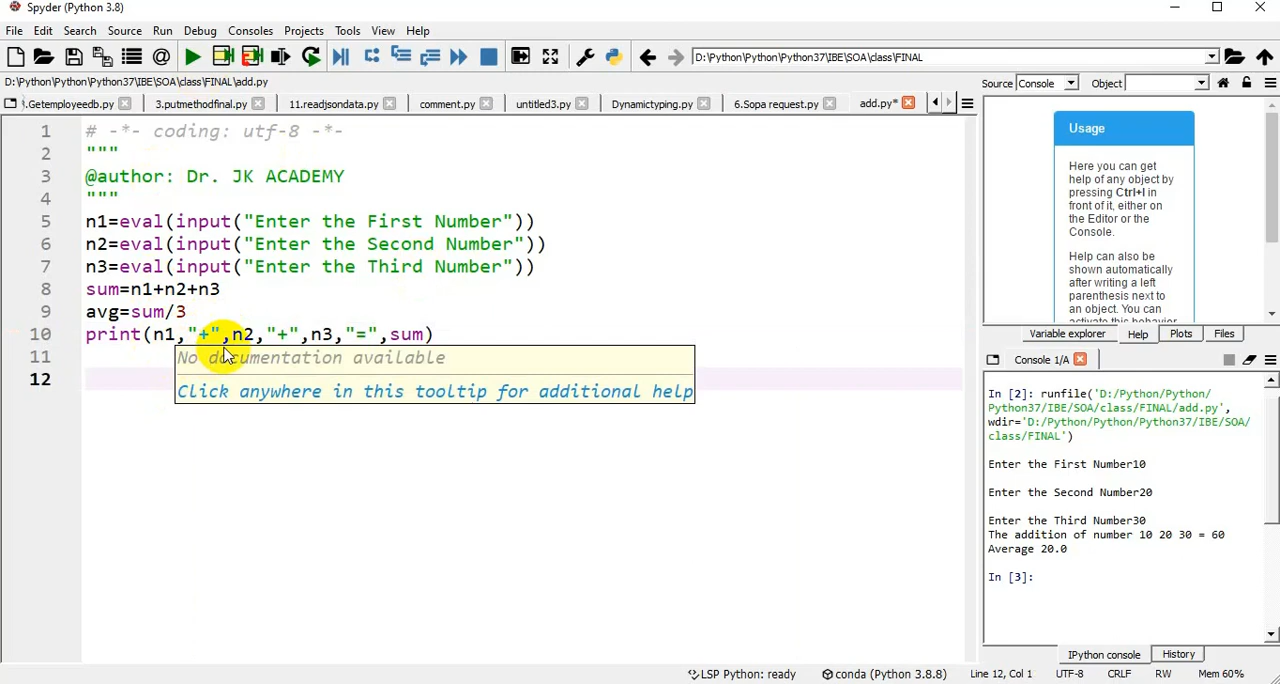 Spyder (Python 3.8)
File Edit Search Source Run Debug Consoles Projects Tools View Help
D:\Python\Python\Python37\IBE\SOA\class\FINAL
D:\Python\Python\Python37\IBE\SOA\class\FINAL\add.py
.Getemployeedb.py 3.putmethodfinal.py 11.readjsondata.py comment.py untitled3.py Dynamictyping.py 6.Sopa request.py add.py*
1 # -*- coding: utf-8 -*-
2 """
3 @author: Dr. JK ACADEMY
4 """
5 n1=eval(input("Enter the First Number"))
6 n2=eval(input("Enter the Second Number"))
7 n3=eval(input("Enter the Third Number"))
8 sum=n1+n2+n3
9 avg=sum/3
10 print(n1,"+",n2,"+",n3,"=",sum)
11
12
No documentation available
Click anywhere in this tooltip for additional help
Source Console Object
Usage
Here you can get
help of any object by
pressing Ctrl+I in
front of it, either on
the Editor or the
Console.
Help can also be
shown automatically
after writing a left
parenthesis next to
an object. You can
activate this behavior
Variable explorer Help Plots Files
Console 1/A
In [2]: runfile('D:/Python/Python/
Python37/IBE/SOA/class/FINAL/add.py',
wdir='D:/Python/Python/Python37/IBE/SOA/
class/FINAL')
Enter the First Number10
Enter the Second Number20
Enter the Third Number30
The addition of number 10 20 30 = 60
Average 20.0
In [3]:
IPython console History
LSP Python: ready conda (Python 3.8.8) Line 12, Col 1 UTF-8 CRLF RW Mem 60%